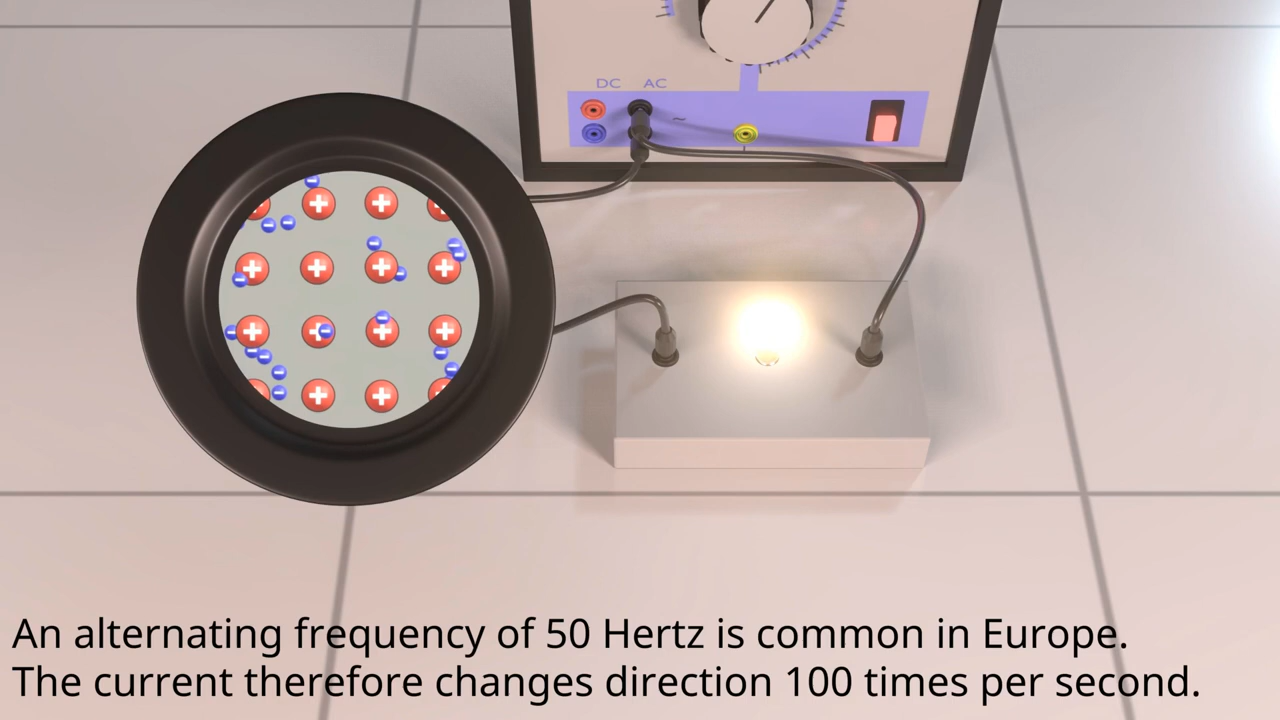 DC AC
~
An alternating frequency of 50 Hertz is common in Europe.
The current therefore changes direction 100 times per second.